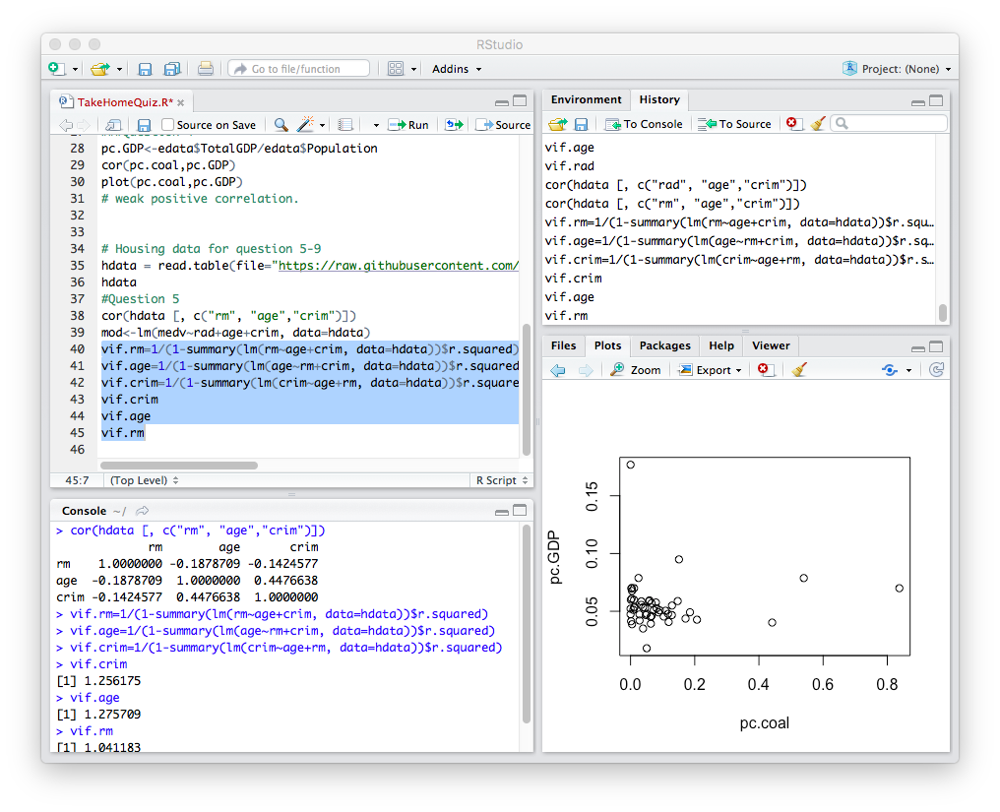 RStudio
Go to file/function
Addins
Project: (None)
TakeHomeQuiz.R*
Source on Save
Run
Source
28 pc.GDP<-edata$TotalGDP/edata$Population
29 cor(pc.coal,pc.GDP)
30 plot(pc.coal,pc.GDP)
31 # weak positive correlation.
32
33
34 # Housing data for question 5-9
35 hdata = read.table(file="https://raw.githubusercontent.com/
36 hdata
37 #Question 5
38 cor(hdata [, c("rm", "age","crim")])
39 mod<-lm(medv~rad+age+crim, data=hdata)
40 vif.rm=1/(1-summary(lm(rm~age+crim, data=hdata))$r.squared)
41 vif.age=1/(1-summary(lm(age~rm+crim, data=hdata))$r.squared
42 vif.crim=1/(1-summary(lm(crim~age+rm, data=hdata))$r.square
43 vif.crim
44 vif.age
45 vif.rm
46
45:7 (Top Level) R Script
Console ~/
> cor(hdata [, c("rm", "age","crim")])
rm age crim
rm 1.0000000 -0.1878709 -0.1424577
age -0.1878709 1.0000000 0.4476638
crim -0.1424577 0.4476638 1.0000000
> vif.rm=1/(1-summary(lm(rm~age+crim, data=hdata))$r.squared)
> vif.age=1/(1-summary(lm(age~rm+crim, data=hdata))$r.squared)
> vif.crim=1/(1-summary(lm(crim~age+rm, data=hdata))$r.squared)
> vif.crim
[1] 1.256175
> vif.age
[1] 1.275709
> vif.rm
[1] 1.041183
Environment History
To Console To Source
vif.age
vif.rad
cor(hdata [, c("rad", "age","crim")])
cor(hdata [, c("rm", "age","crim")])
vif.rm=1/(1-summary(lm(rm~age+crim, data=hdata))$r.squ…
vif.age=1/(1-summary(lm(age~rm+crim, data=hdata))$r.sq…
vif.crim=1/(1-summary(lm(crim~age+rm, data=hdata))$r.s…
vif.crim
vif.age
vif.rm
Files Plots Packages Help Viewer
Zoom Export
0.15
0.10
0.05
pc.GDP
0.0 0.2 0.4 0.6 0.8
pc.coal